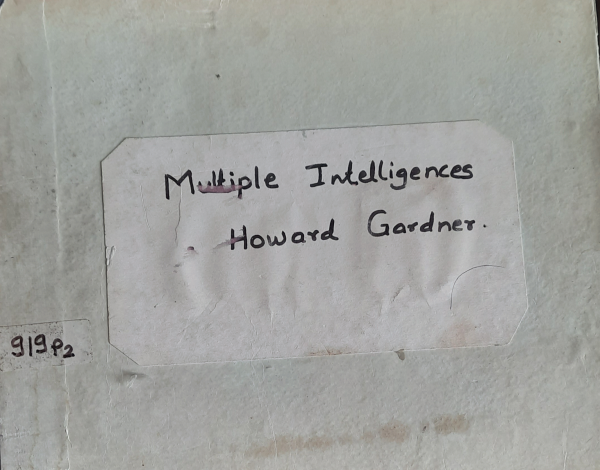 Multiple Intelligences
Howard Gardner.
919P2